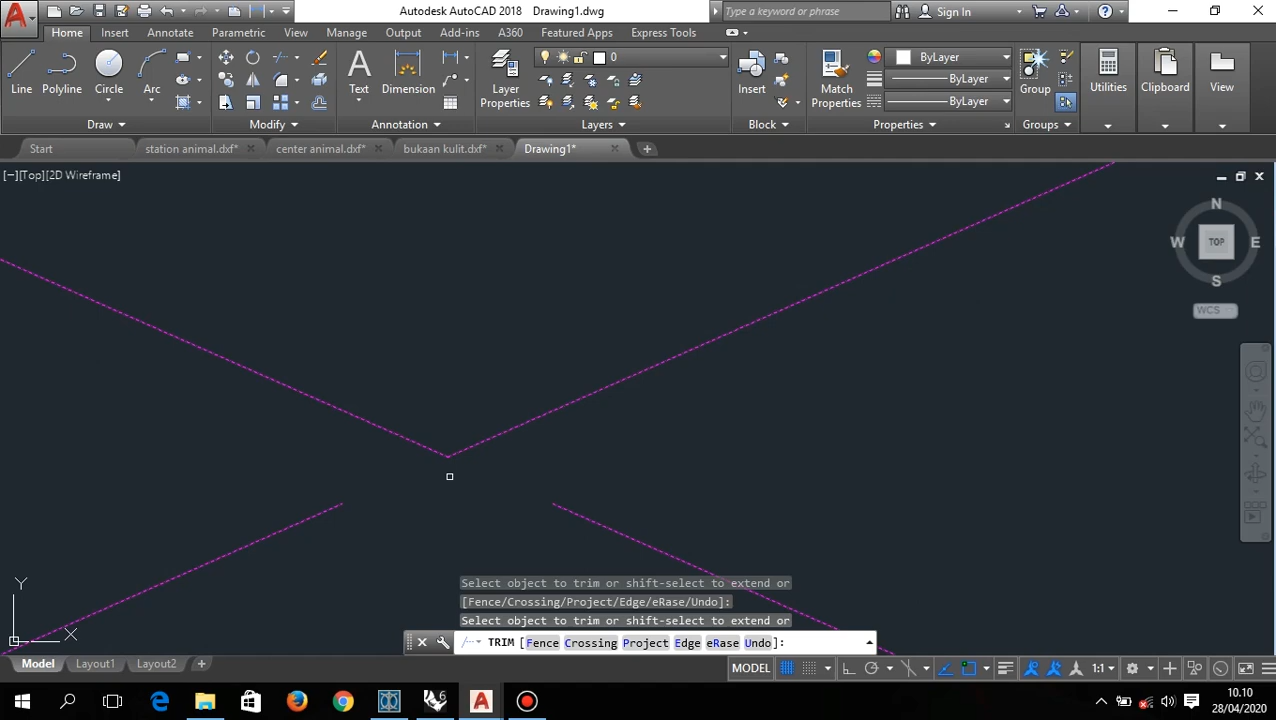 Autodesk AutoCAD 2018 Drawing1.dwg
Type a keyword or phrase
Sign In
Home Insert Annotate Parametric View Manage Output Add-ins A360 Featured Apps Express Tools
Line Polyline Circle Arc
Text Dimension
Layer Properties
0
Insert
Match Properties
ByLayer
ByLayer
ByLayer
Group
Utilities Clipboard View
Draw Modify Annotation Layers Block Properties Groups
Start station animal.dxf* center animal.dxf* bukaan kulit.dxf* Drawing1*
[−][Top][2D Wireframe]
N
W TOP E
S
WCS
Y
X
Select object to trim or shift-select to extend or
[Fence/Crossing/Project/Edge/eRase/Undo]:
Select object to trim or shift-select to extend or
TRIM [Fence Crossing Project Edge eRase Undo]:
Model Layout1 Layout2
MODEL 1:1
10.10
28/04/2020